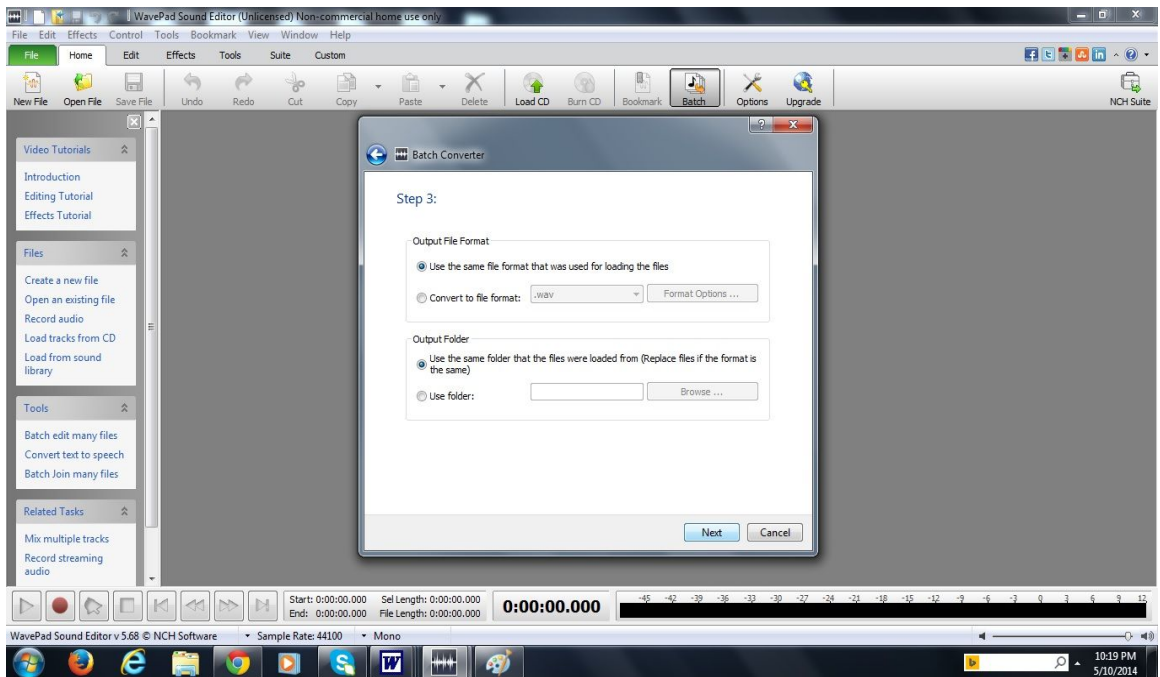 WavePad Sound Editor (Unlicensed) Non-commercial home use only
File Edit Effects Control Tools Bookmark View Window Help
File Home Edit Effects Tools Suite Custom
New File Open File Save File Undo Redo Cut Copy Paste Delete Load CD Burn CD Bookmark Batch Options Upgrade NCH Suite
Video Tutorials
Introduction
Editing Tutorial
Effects Tutorial
Files
Create a new file
Open an existing file
Record audio
Load tracks from CD
Load from sound
library
Tools
Batch edit many files
Convert text to speech
Batch Join many files
Related Tasks
Mix multiple tracks
Record streaming
audio
Batch Converter
Step 3:
Output File Format
Use the same file format that was used for loading the files
Convert to file format: .wav Format Options ...
Output Folder
Use the same folder that the files were loaded from (Replace files if the format is
the same)
Use folder: Browse ...
Next Cancel
Start: 0:00:00.000 Sel Length: 0:00:00.000
End: 0:00:00.000 File Length: 0:00:00.000
0:00:00.000
-45 -42 -39 -36 -33 -30 -27 -24 -21 -18 -15 -12 -9 -6 -3 0 3 6 9 12
WavePad Sound Editor v 5.68 © NCH Software Sample Rate: 44100 Mono
10:19 PM
5/10/2014